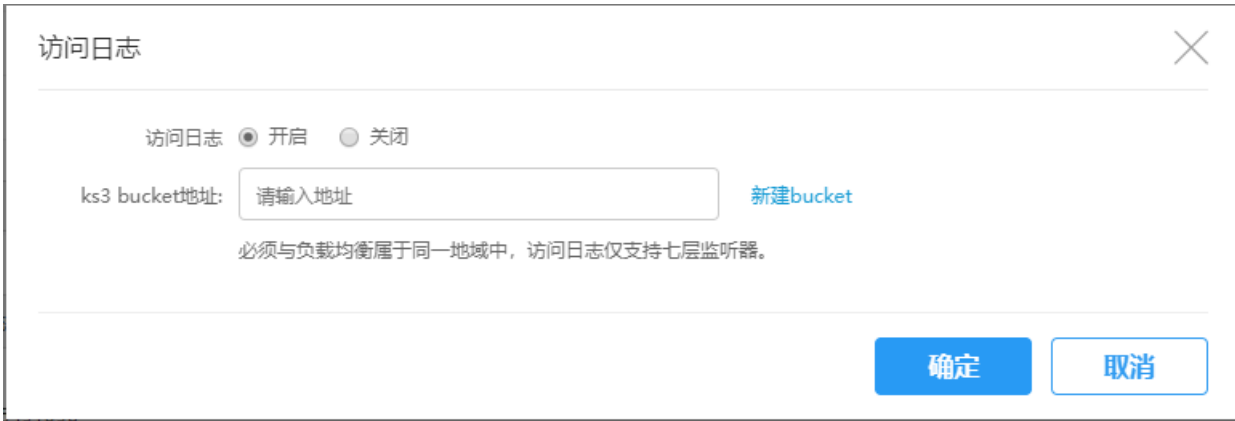 访问日志
访问日志 开启 关闭
ks3 bucket地址: 请输入地址 新建bucket
必须与负载均衡属于同一地域中，访问日志仅支持七层监听器。
确定 取消